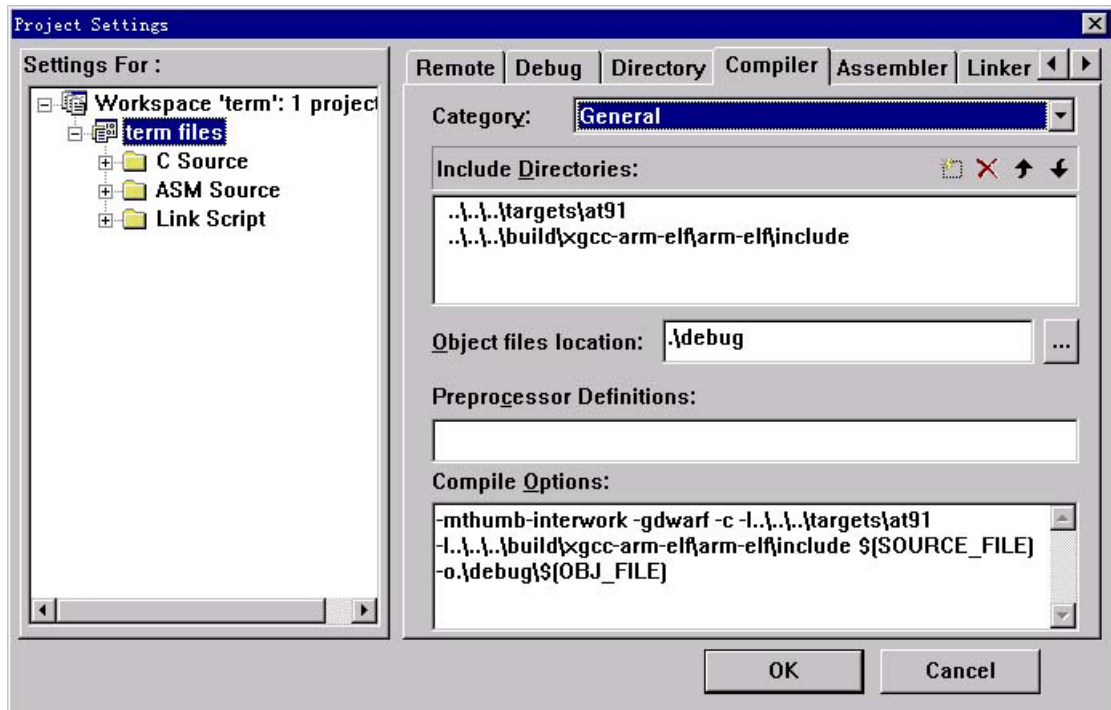 Project Settings
Settings For :
Workspace 'term': 1 project
term files
C Source
ASM Source
Link Script
Remote
Debug
Directory
Compiler
Assembler
Linker
Category:
General
Include Directories:
..\..\..\targets\at91
..\..\..\build\xgcc-arm-elf\arm-elf\include
Object files location:
.\debug
...
Preprocessor Definitions:
Compile Options:
-mthumb-interwork -gdwarf -c -I..\..\..\targets\at91
-I..\..\..\build\xgcc-arm-elf\arm-elf\include $(SOURCE_FILE)
-o.\debug\$(OBJ_FILE)
OK
Cancel